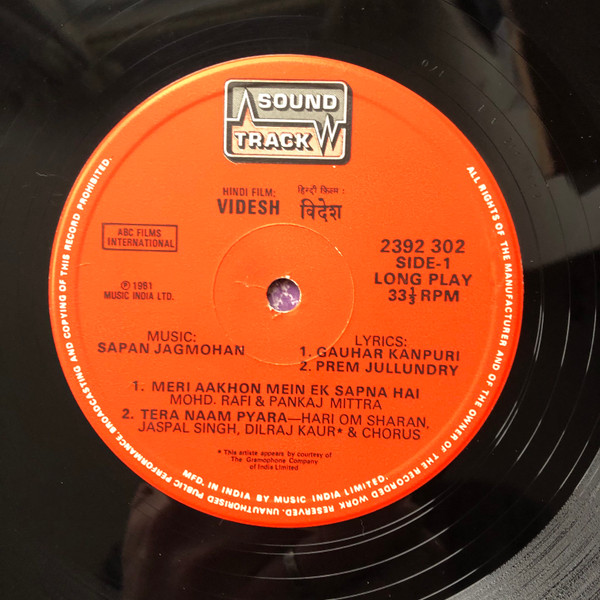 SOUND
TRACK
HINDI FILM:
VIDESH
हिन्दी फ़िल्म :
विदेश
ABC FILMS
INTERNATIONAL
℗ 1981
MUSIC INDIA LTD.
2392 302
SIDE-1
LONG PLAY
33⅓ RPM
MUSIC:
SAPAN JAGMOHAN
LYRICS:
1. GAUHAR KANPURI
2. PREM JULLUNDRY
1. MERI AAKHON MEIN EK SAPNA HAI
MOHD. RAFI & PANKAJ MITTRA
2. TERA NAAM PYARA—HARI OM SHARAN,
JASPAL SINGH, DILRAJ KAUR* & CHORUS
* This artiste appears by courtesy of
The Gramophone Company
of India Limited
MFD. IN INDIA BY MUSIC INDIA LIMITED.
ALL RIGHTS OF THE MANUFACTURER AND OF THE OWNER OF THE RECORDED WORK RESERVED. UNAUTHORISED PUBLIC PERFORMANCE BROADCASTING AND COPYING OF THIS RECORD PROHIBITED.